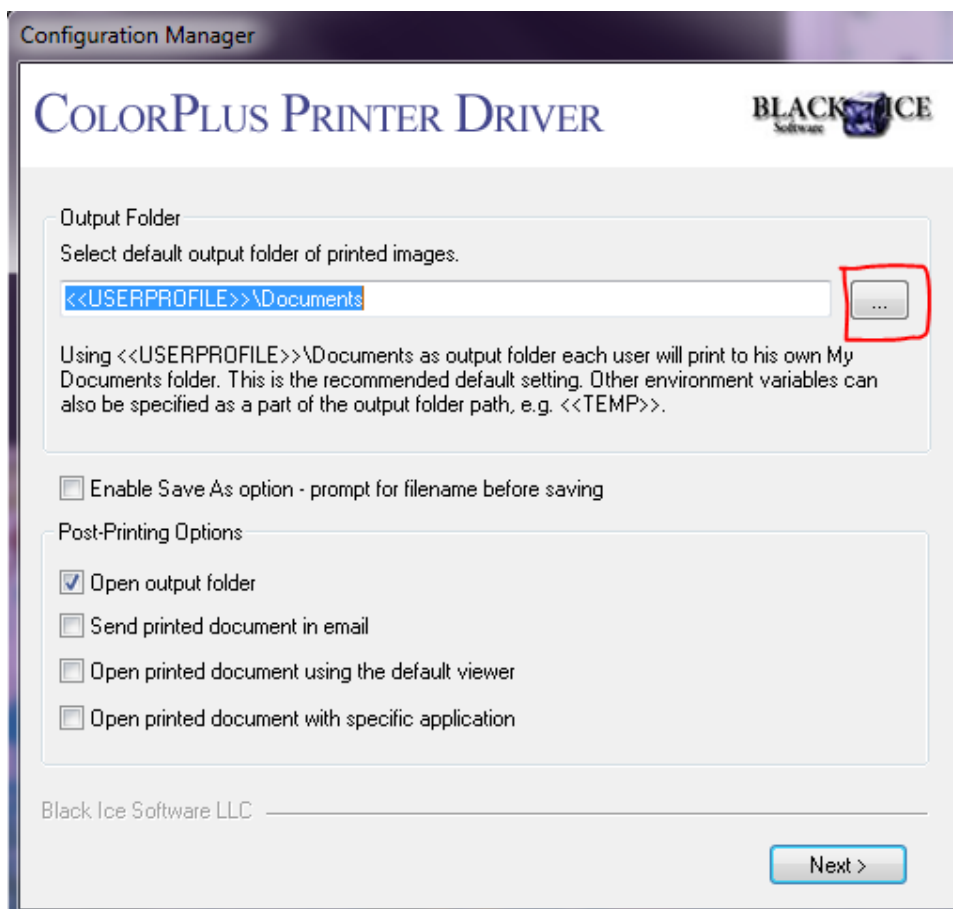 Configuration Manager
COLORPLUS PRINTER DRIVER
BLACK ICE
Software
Output Folder
Select default output folder of printed images.
<<USERPROFILE>>\Documents
...
Using <<USERPROFILE>>\Documents as output folder each user will print to his own My
Documents folder. This is the recommended default setting. Other environment variables can
also be specified as a part of the output folder path, e.g. <<TEMP>>.
Enable Save As option - prompt for filename before saving
Post-Printing Options
Open output folder
Send printed document in email
Open printed document using the default viewer
Open printed document with specific application
Black Ice Software LLC
Next >